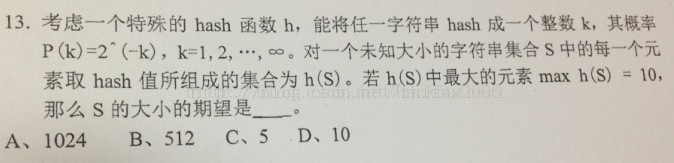 13. 考虑一个特殊的 hash 函数 h，能将任一字符串 hash 成一个整数 k，其概率
P(k)=2^(-k), k=1,2,…,∞。对一个未知大小的字符串集合 S 中的每一个元
素取 hash 值所组成的集合为 h(S)。若 h(S)中最大的元素 max h(S) = 10，
那么 S 的大小的期望是____。
A、1024 B、512 C、5 D、10